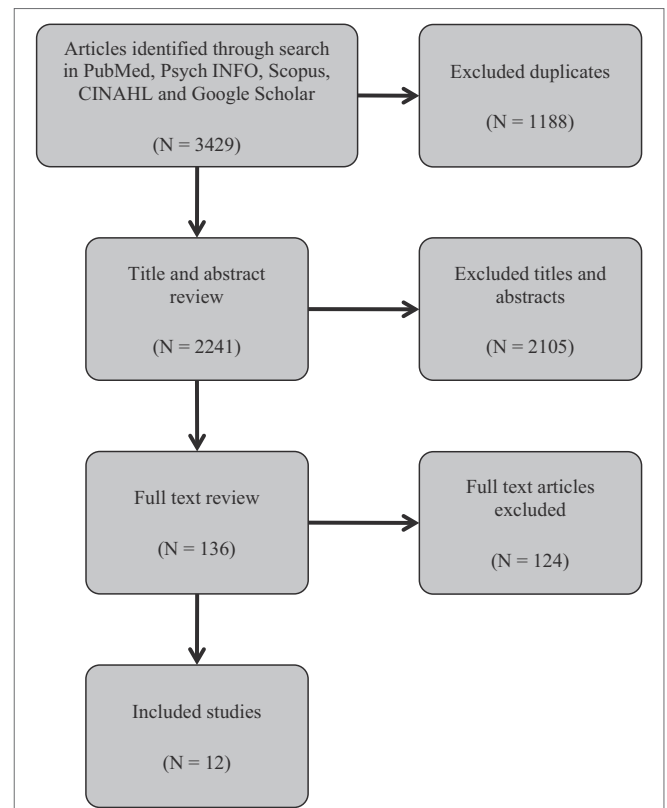 Articles identified through search
in PubMed, Psych INFO, Scopus,
CINAHL and Google Scholar
(N = 3429)
Excluded duplicates
(N = 1188)
Title and abstract
review
(N = 2241)
Excluded titles and
abstracts
(N = 2105)
Full text review
(N = 136)
Full text articles
excluded
(N = 124)
Included studies
(N = 12)